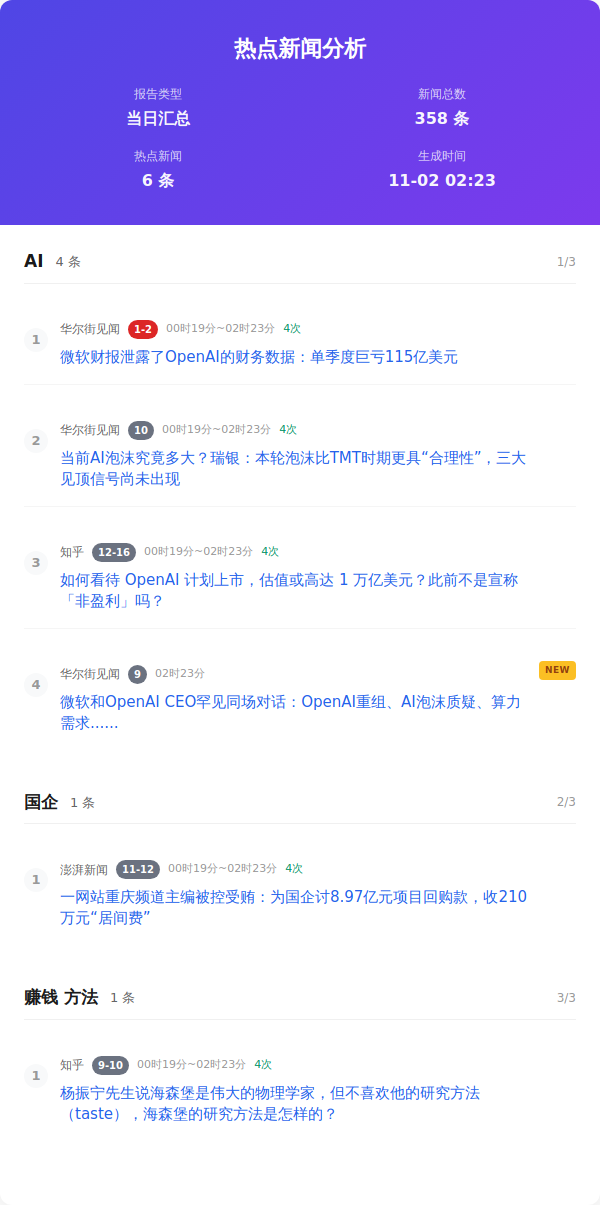 热点新闻分析
报告类型 新闻总数
当日汇总 358 条
热点新闻 生成时间
6 条 11-02 02:23
AI 4 条 1/3
1 华尔街见闻 1-2 00时19分~02时23分 4次
微软财报泄露了OpenAI的财务数据：单季度巨亏115亿美元
2 华尔街见闻 10 00时19分~02时23分 4次
当前AI泡沫究竟多大？瑞银：本轮泡沫比TMT时期更具“合理性”，三大
见顶信号尚未出现
3 知乎 12-16 00时19分~02时23分 4次
如何看待 OpenAI 计划上市，估值或高达 1 万亿美元？此前不是宣称
「非盈利」吗？
4 华尔街见闻 9 02时23分 NEW
微软和OpenAI CEO罕见同场对话：OpenAI重组、AI泡沫质疑、算力
需求……
国企 1 条 2/3
1 澎湃新闻 11-12 00时19分~02时23分 4次
一网站重庆频道主编被控受贿：为国企讨8.97亿元项目回购款，收210
万元“居间费”
赚钱 方法 1 条 3/3
1 知乎 9-10 00时19分~02时23分 4次
杨振宁先生说海森堡是伟大的物理学家，但不喜欢他的研究方法
（taste），海森堡的研究方法是怎样的？